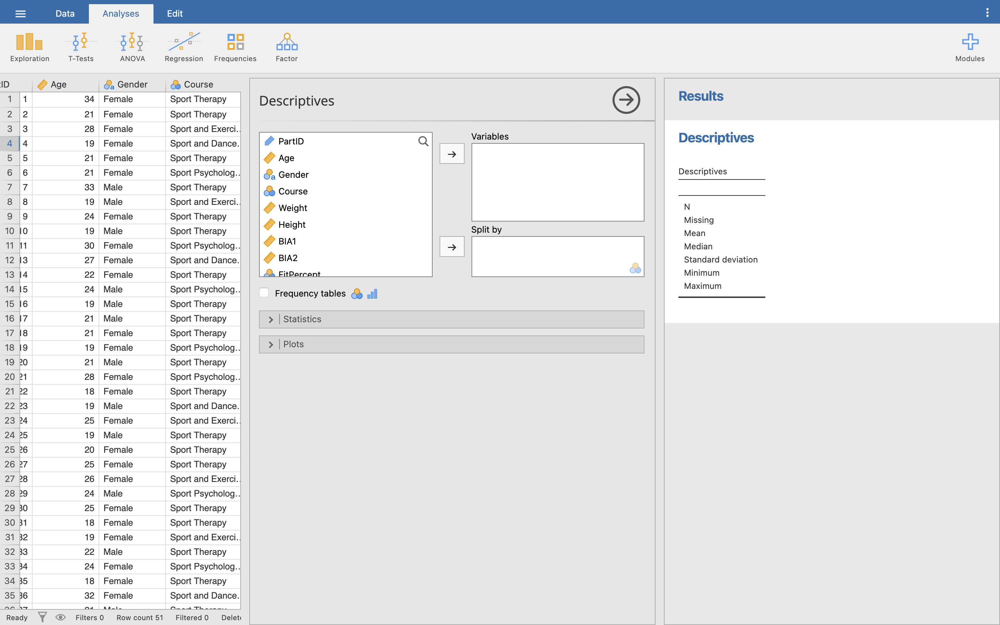 Data Analyses Edit
Exploration T-Tests ANOVA Regression Frequencies Factor Modules
ID Age Gender Course
1 1 34 Female Sport Therapy
2 2 21 Female Sport Therapy
3 3 28 Female Sport and Exerci..
4 4 19 Female Sport and Dance.
5 5 21 Female Sport Therapy
6 6 21 Female Sport Psycholog..
7 7 33 Male Sport Therapy
8 8 19 Male Sport and Exerci..
9 9 24 Female Sport Therapy
10 10 19 Male Sport Therapy
11 11 30 Female Sport Psycholog..
12 13 27 Female Sport and Dance.
13 14 22 Female Sport Therapy
14 15 24 Male Sport Psycholog..
15 16 19 Male Sport Therapy
16 17 21 Male Sport Therapy
17 18 21 Female Sport Therapy
18 19 19 Female Sport Psycholog..
19 20 21 Male Sport Therapy
20 21 28 Female Sport Psycholog..
21 22 18 Female Sport Therapy
22 23 19 Male Sport and Dance.
23 24 25 Female Sport and Exerci..
24 25 19 Male Sport Therapy
25 26 20 Female Sport Therapy
26 27 25 Female Sport Therapy
27 28 26 Female Sport and Exerci..
28 29 24 Male Sport Psycholog..
29 30 25 Female Sport Therapy
30 31 18 Female Sport Therapy
31 32 19 Female Sport and Exerci..
32 33 22 Male Sport Therapy
33 34 24 Female Sport Psycholog..
34 35 18 Female Sport Therapy
35 36 32 Female Sport and Dance.
36 37 21 Male Sport Therapy
Ready Filters 0 Row count 51 Filtered 0 Delete
Descriptives
PartID
Age
Gender
Course
Weight
Height
BIA1
BIA2
FitPercept
Variables
Split by
Frequency tables
Statistics
Plots
Results
Descriptives
Descriptives
N
Missing
Mean
Median
Standard deviation
Minimum
Maximum